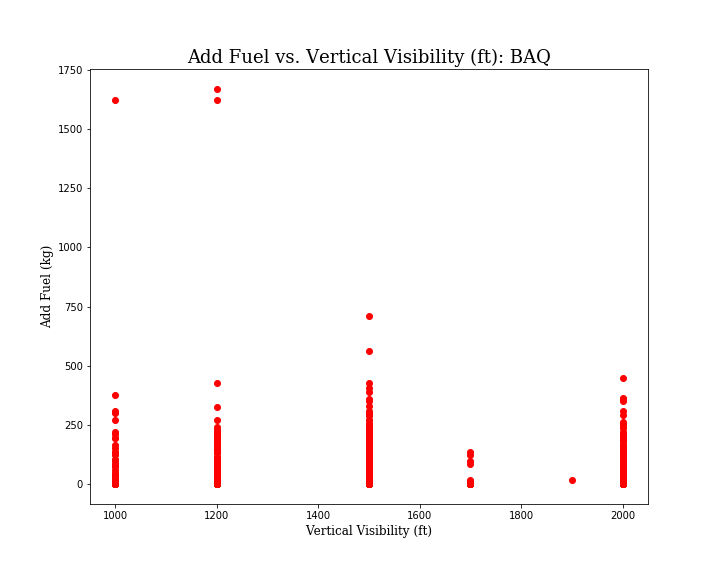 Add Fuel vs. Vertical Visibility (ft): BAQ
1750
1500
1250
1000
750
500
250
0
Add Fuel (kg)
1000 1200 1400 1600 1800 2000
Vertical Visibility (ft)